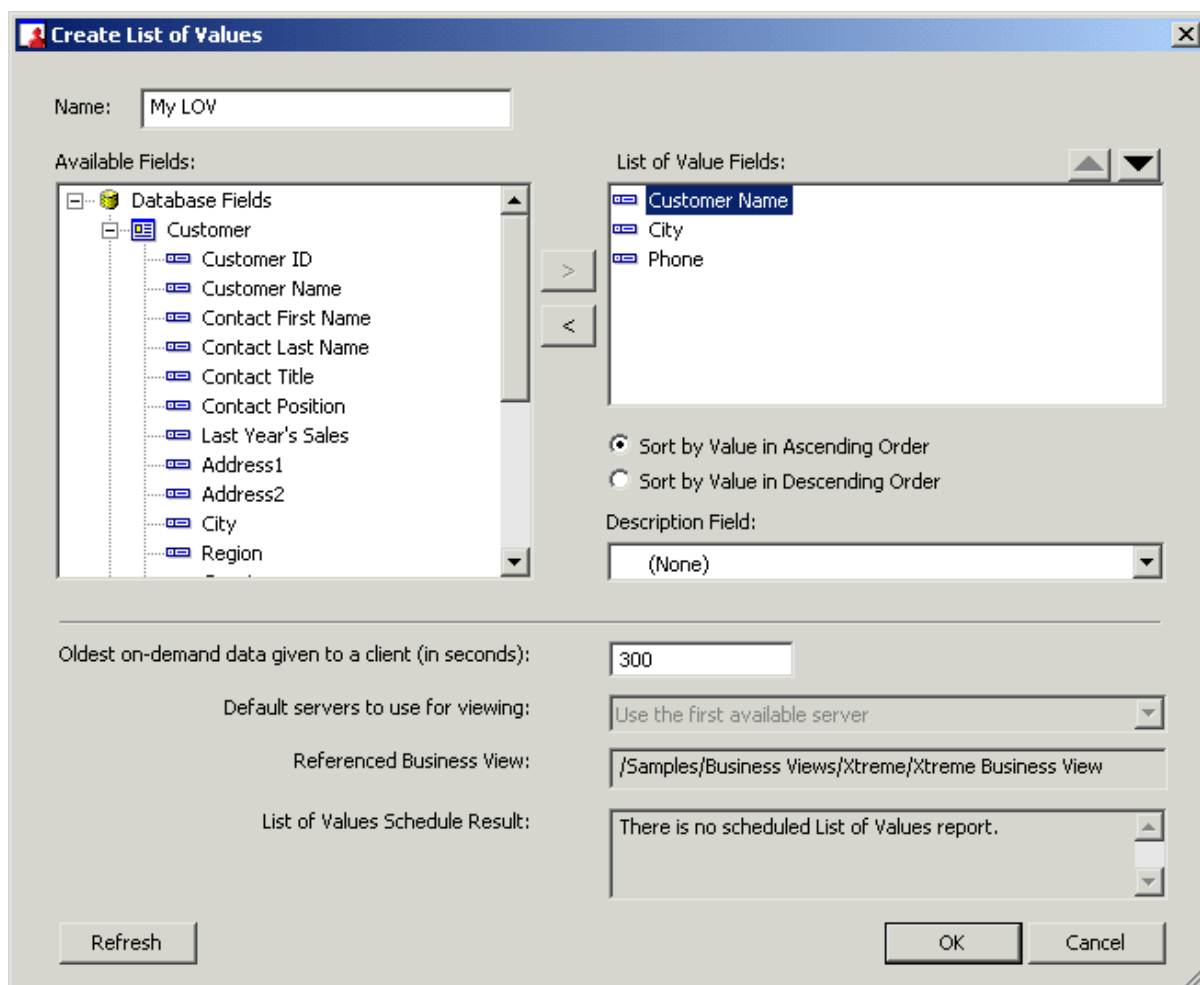 Create List of Values
Name: My LOV
Available Fields:
Database Fields
Customer
Customer ID
Customer Name
Contact First Name
Contact Last Name
Contact Title
Contact Position
Last Year's Sales
Address1
Address2
City
Region
>
<
List of Value Fields:
Customer Name
City
Phone
Sort by Value in Ascending Order
Sort by Value in Descending Order
Description Field:
(None)
Oldest on-demand data given to a client (in seconds): 300
Default servers to use for viewing: Use the first available server
Referenced Business View: /Samples/Business Views/Xtreme/Xtreme Business View
List of Values Schedule Result: There is no scheduled List of Values report.
Refresh OK Cancel